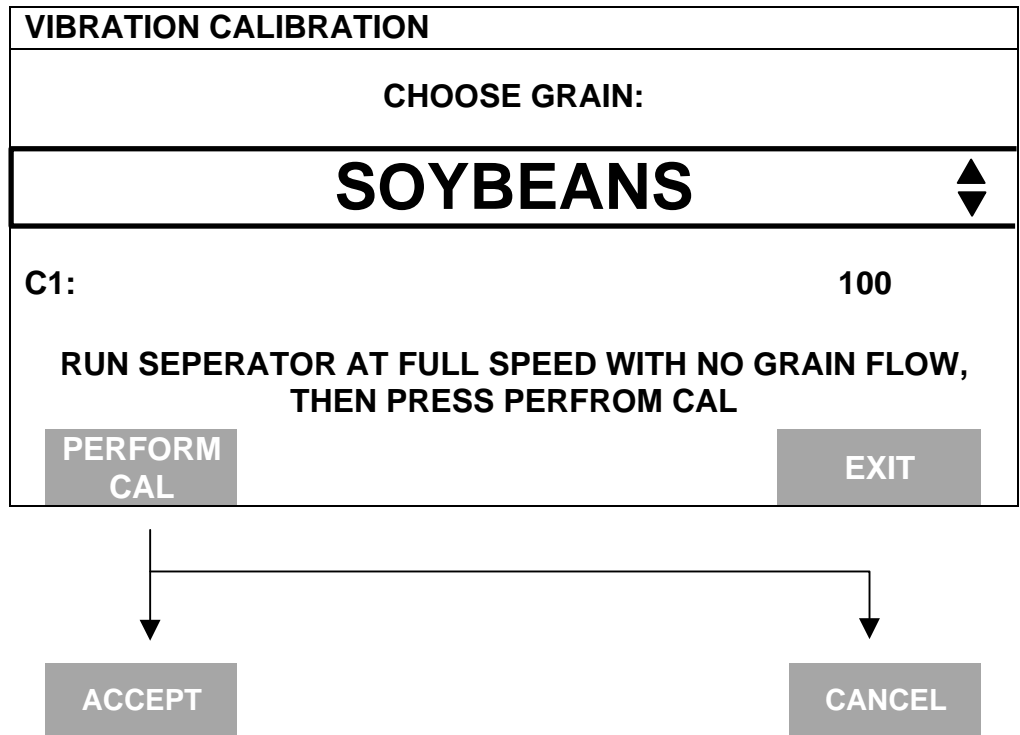 VIBRATION CALIBRATION
CHOOSE GRAIN:
SOYBEANS
C1: 100
RUN SEPERATOR AT FULL SPEED WITH NO GRAIN FLOW,
THEN PRESS PERFROM CAL
PERFORM
CAL
EXIT
ACCEPT
CANCEL